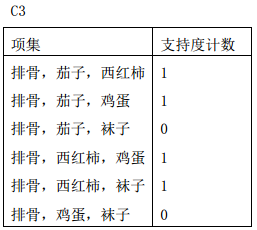 C3
项集 支持度计数
排骨，茄子，西红柿 1
排骨，茄子，鸡蛋 1
排骨，茄子，袜子 0
排骨，西红柿，鸡蛋 1
排骨，西红柿，袜子 1
排骨，鸡蛋，袜子 0